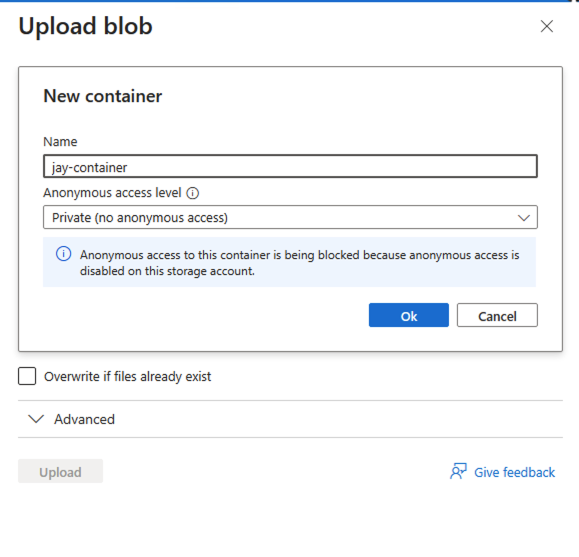 Upload blob
New container
Name
jay-container
Anonymous access level
Private (no anonymous access)
Anonymous access to this container is being blocked because anonymous access is
disabled on this storage account.
Ok Cancel
Overwrite if files already exist
Advanced
Upload Give feedback